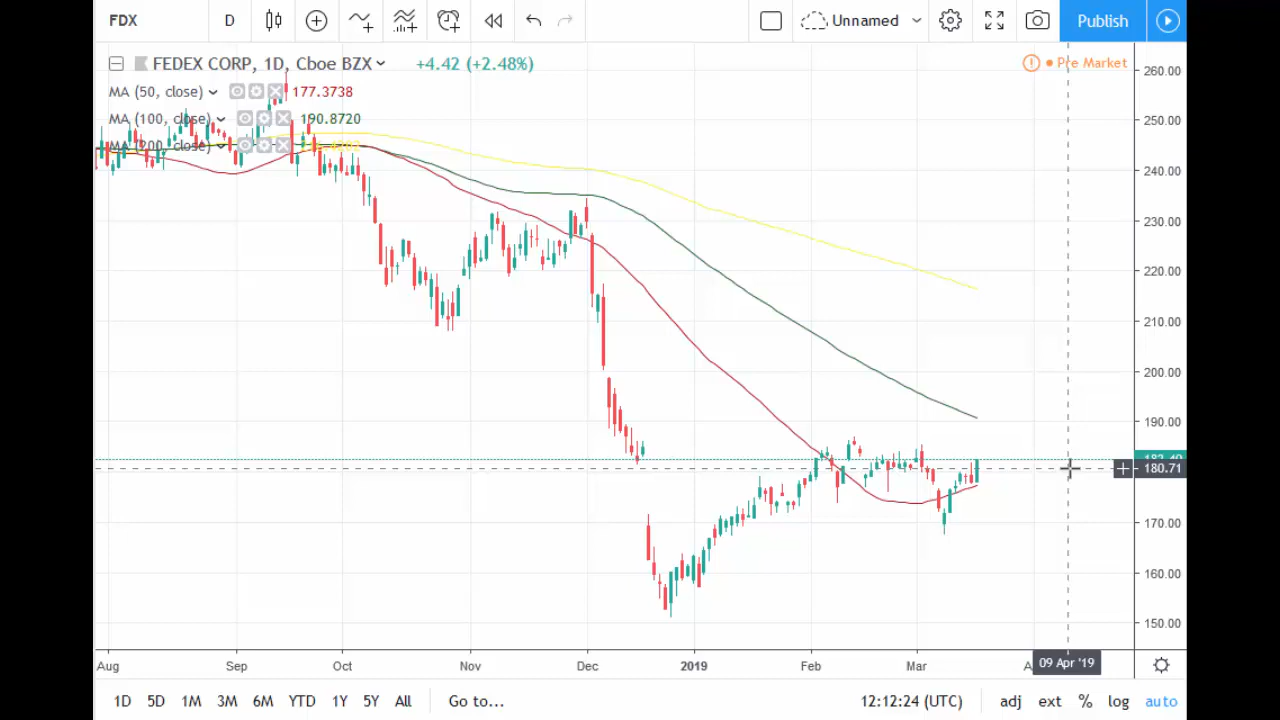 FDX D Unnamed Publish
FEDEX CORP, 1D, Cboe BZX +4.42 (+2.48%) Pre Market
MA (50, close) 177.3738
MA (100, close) 190.8720
MA (200, close)
260.00
250.00
240.00
230.00
220.00
210.00
200.00
190.00
180.71
170.00
160.00
150.00
Aug Sep Oct Nov Dec 2019 Feb Mar 09 Apr '19
1D 5D 1M 3M 6M YTD 1Y 5Y All Go to... 12:12:24 (UTC) adj ext % log auto